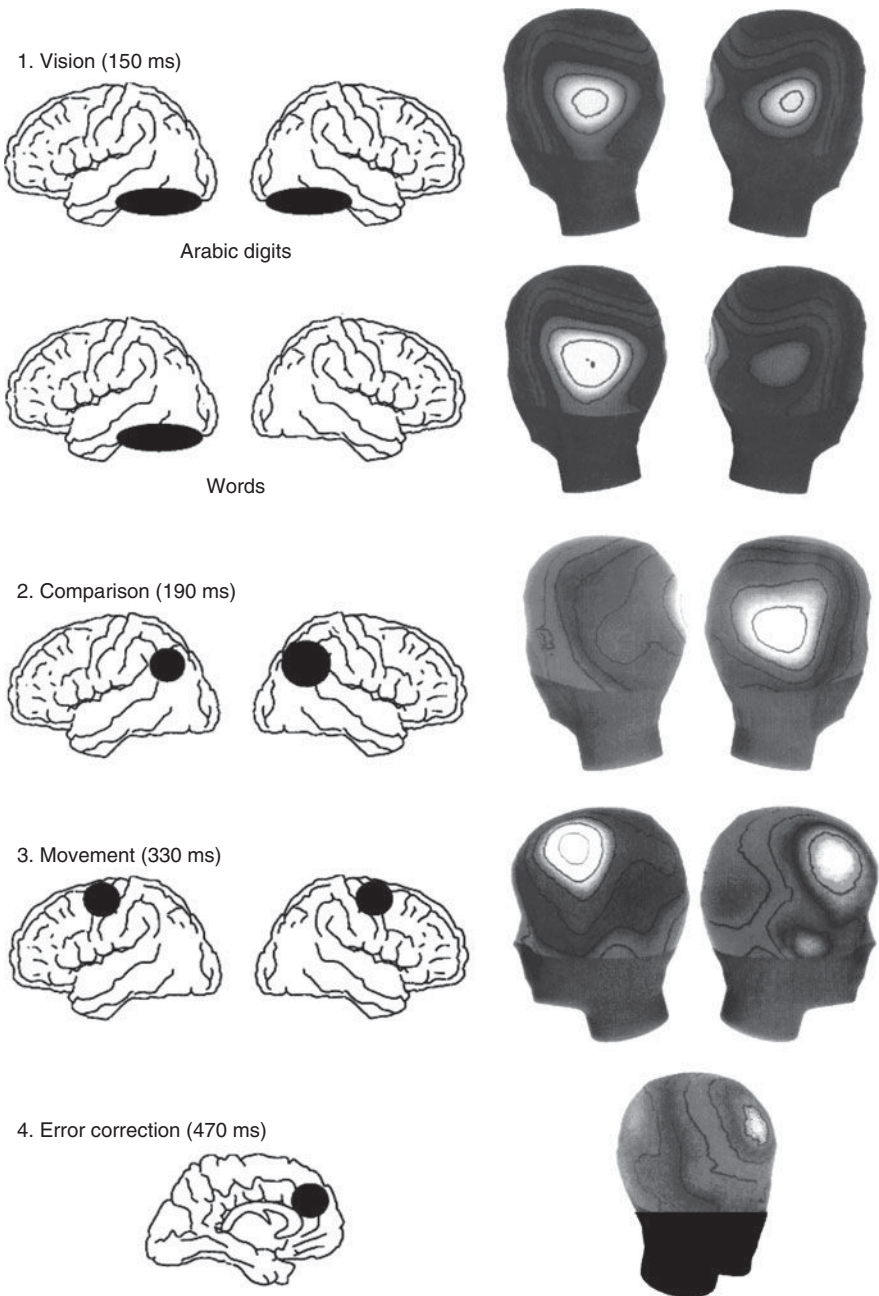 1. Vision (150 ms)
Arabic digits
Words
2. Comparison (190 ms)
3. Movement (330 ms)
4. Error correction (470 ms)